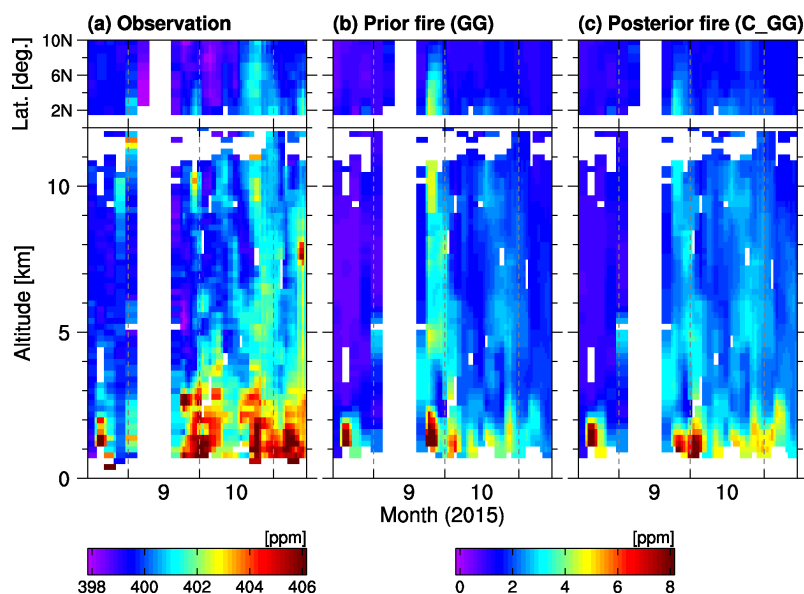 (a) Observation
(b) Prior fire (GG)
(c) Posterior fire (C_GG)
Lat. [deg.]
10N
6N
2N
Altitude [km]
10
5
0
9 10
9 10
9 10
Month (2015)
[ppm]
398 400 402 404 406
[ppm]
0 2 4 6 8